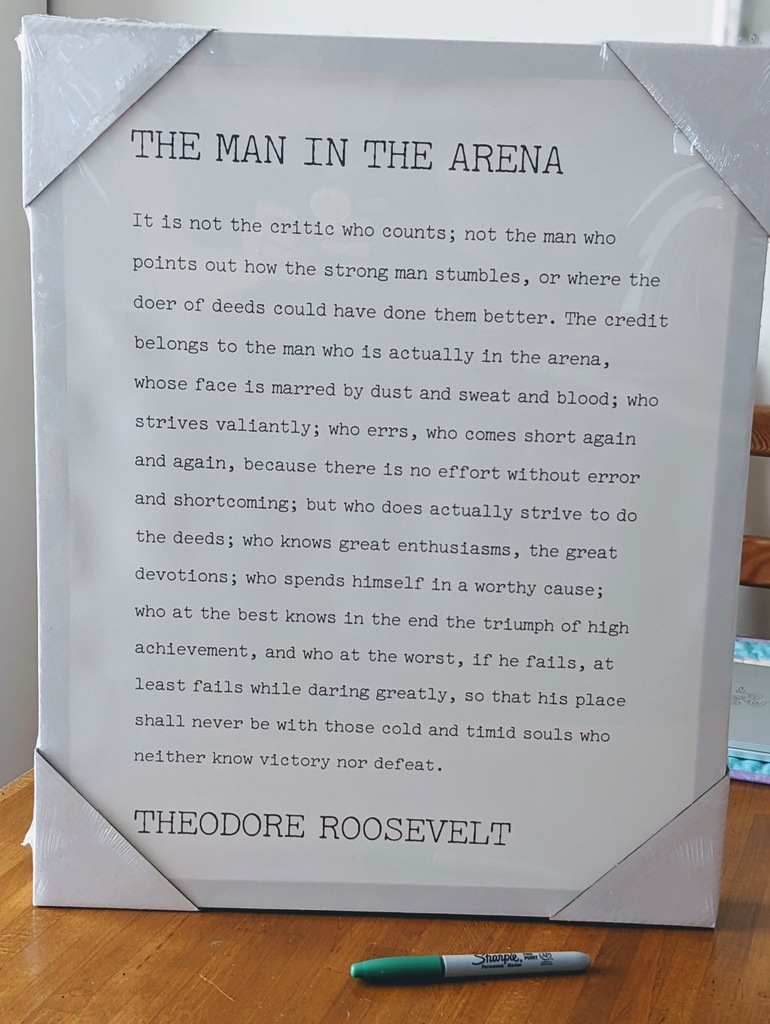 THE MAN IN THE ARENA
It is not the critic who counts; not the man who
points out how the strong man stumbles, or where the
doer of deeds could have done them better. The credit
belongs to the man who is actually in the arena,
whose face is marred by dust and sweat and blood; who
strives valiantly; who errs, who comes short again
and again, because there is no effort without error
and shortcoming; but who does actually strive to do
the deeds; who knows great enthusiasms, the great
devotions; who spends himself in a worthy cause;
who at the best knows in the end the triumph of high
achievement, and who at the worst, if he fails, at
least fails while daring greatly, so that his place
shall never be with those cold and timid souls who
neither know victory nor defeat.
THEODORE ROOSEVELT
Sharpie
Permanent Marker